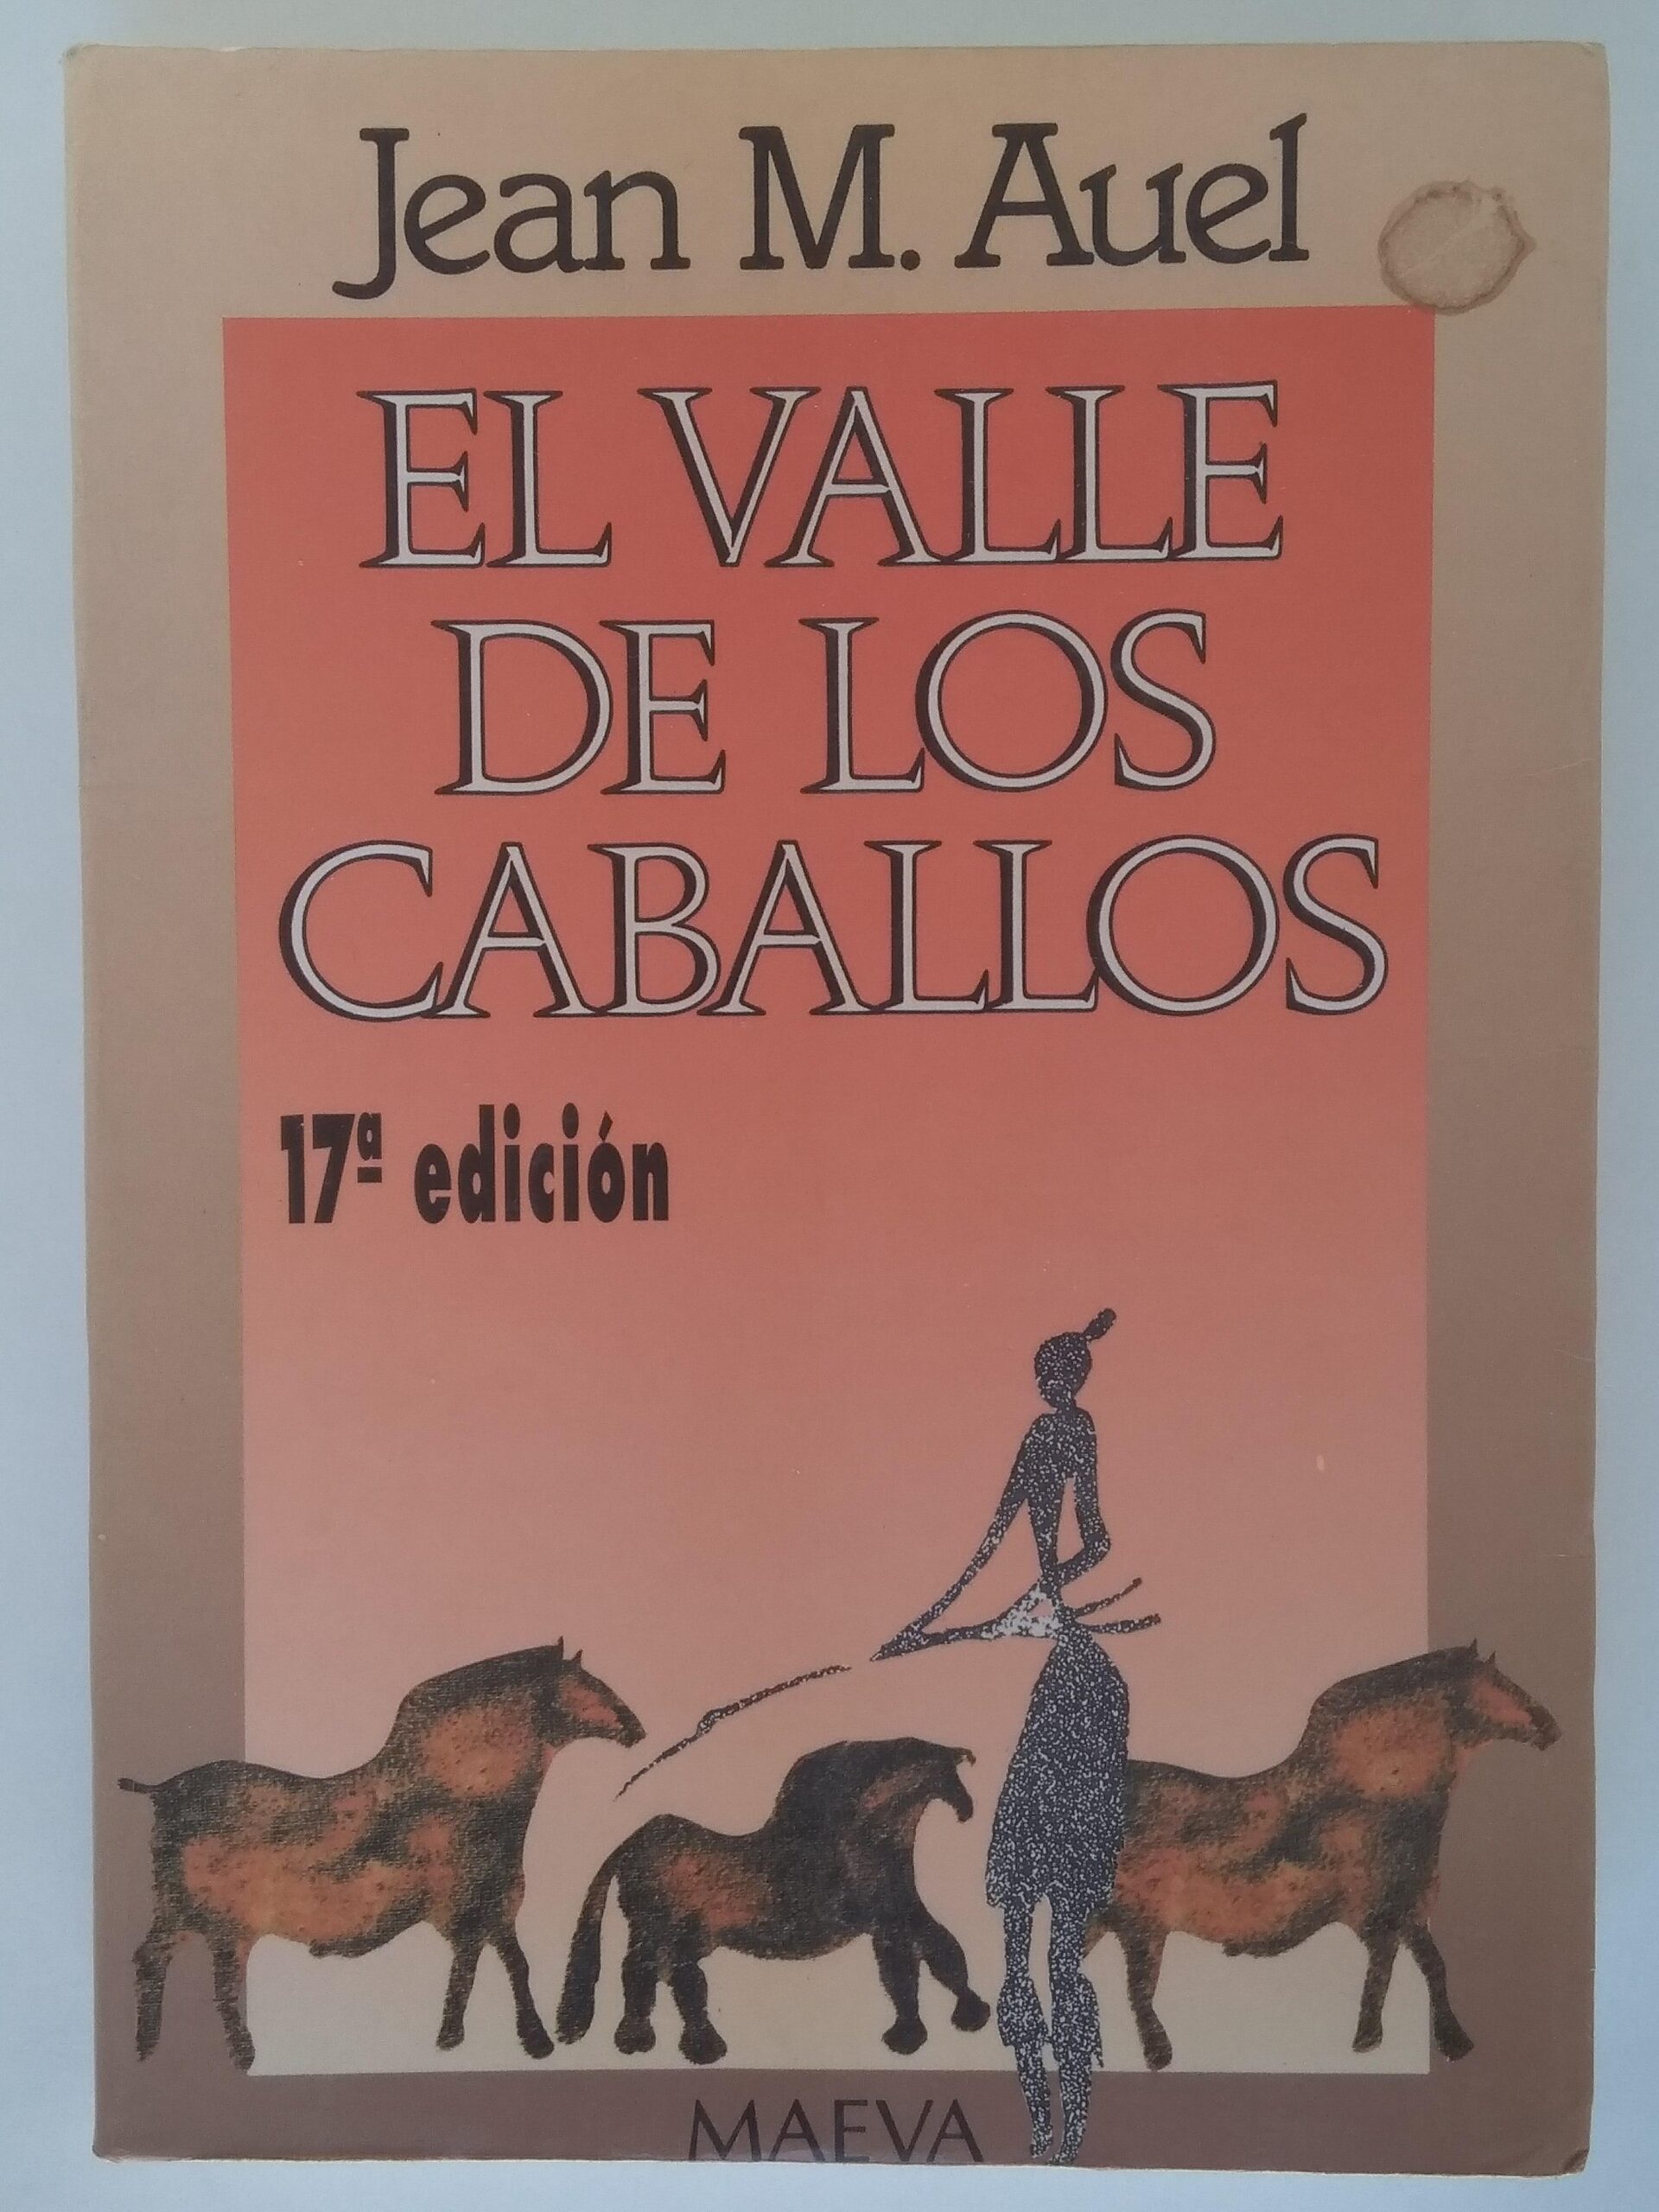 Jean M. Auel
EL VALLE
DE LOS
CABALLOS
17ª edición
MAEVA